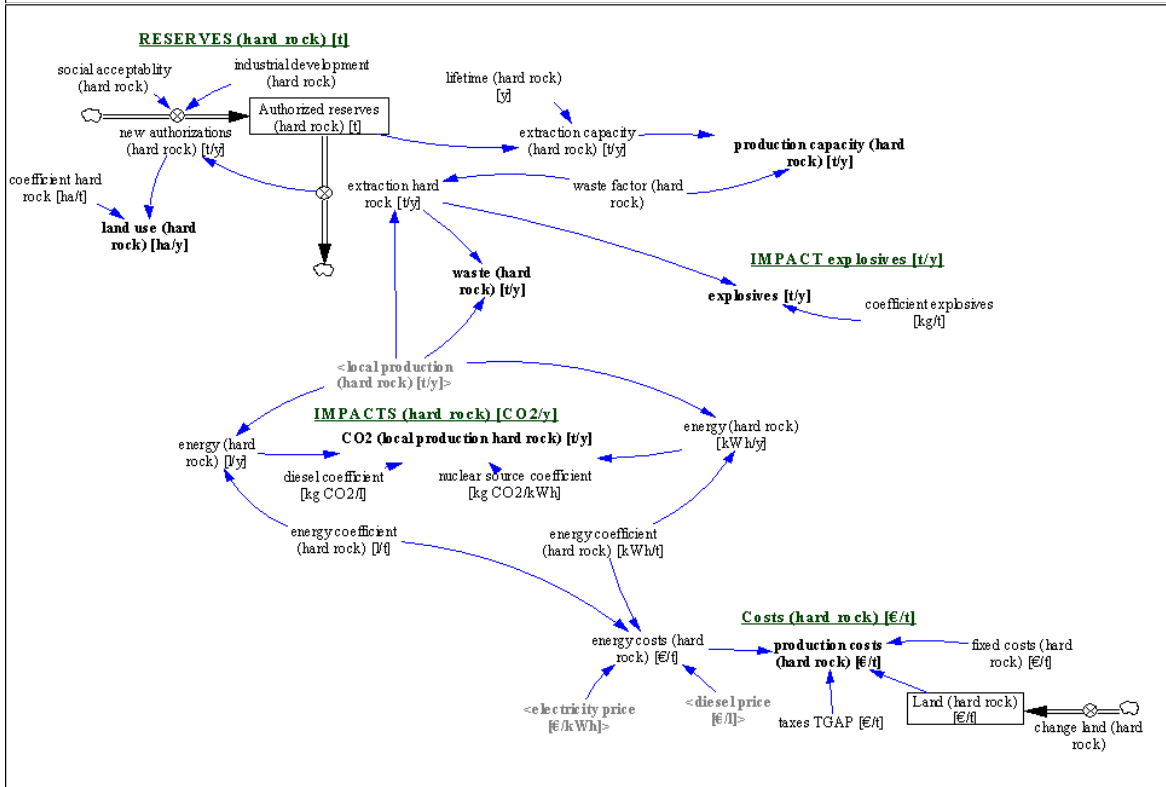 RESERVES (hard rock) [t]
social acceptablity
(hard rock)
industrial development
(hard rock)
lifetime (hard rock)
[y]
Authorized reserves
(hard rock) [t]
new authorizations
(hard rock) [t/y]
extraction capacity
(hard rock) [t/y]
production capacity (hard
rock) [t/y]
coefficient hard
rock [ha/t]
extraction hard
rock [t/y]
waste factor (hard
rock)
land use (hard
rock) [ha/y]
waste (hard
rock) [t/y]
IMPACT explosives [t/y]
explosives [t/y]
coefficient explosives
[kg/t]
<local production
(hard rock) [t/y]>
IMPACTS (hard rock) [CO2/y]
CO2 (local production hard rock) [t/y]
energy (hard
rock) [l/y]
energy (hard rock)
[kWh/y]
diesel coefficient
[kg CO2/l]
nuclear source coefficient
[kg CO2/kWh]
energy coefficient
(hard rock) [l/t]
energy coefficient
(hard rock) [kWh/t]
Costs (hard rock) [€/t]
energy costs (hard
rock) [€/t]
production costs
(hard rock) [€/t]
fixed costs (hard
rock) [€/t]
<electricity price
[€/kWh]>
<diesel price
[€/l]>
taxes TGAP [€/t]
Land (hard rock)
[€/t]
change land (hard
rock)